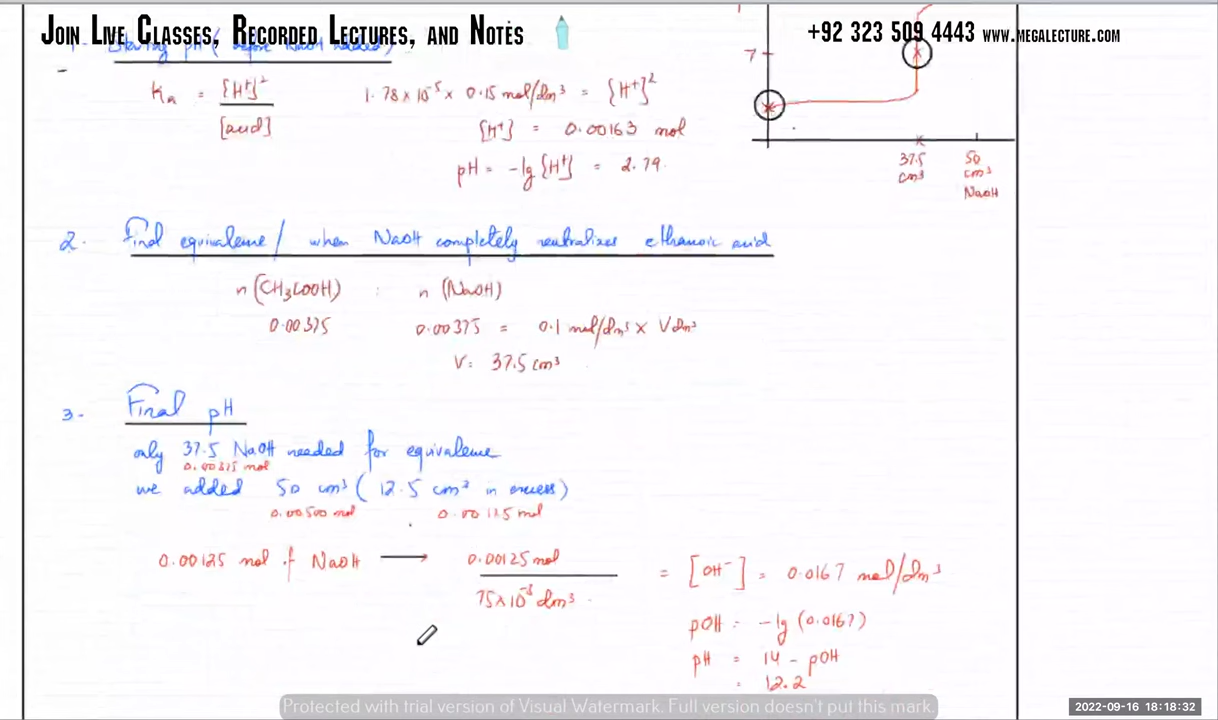 JOIN LIVE CLASSES, RECORDED LECTURES, AND NOTES
+92 323 509 4443 WWW.MEGALECTURE.COM
1. Starting pH (before NaOH added)
Ka = [H+]² / [acid]
1.78 × 10⁻⁵ × 0.15 mol/dm³ = [H+]²
[H+] = 0.00163 mol
pH = -lg [H+] = 2.79
7
37.5 cm³
50 cm³ NaOH
2. Find equivalence / when NaOH completely neutralizes ethanoic acid
n (CH3COOH) : n (NaOH)
0.00375 0.00375 = 0.1 mol/dm³ × V dm³
V = 37.5 cm³
3. Final pH
only 37.5 NaOH needed for equivalence
0.00375 mol
we added 50 cm³ ( 12.5 cm³ in excess)
0.00500 mol 0.00125 mol
0.00125 mol of NaOH → 0.00125 mol / 75×10⁻³ dm³ = [OH⁻] = 0.0167 mol/dm³
pOH = -lg (0.0167)
pH = 14 - pOH
= 12.2
Protected with trial version of Visual Watermark. Full version doesn't put this mark.
2022-09-16 18:18:32